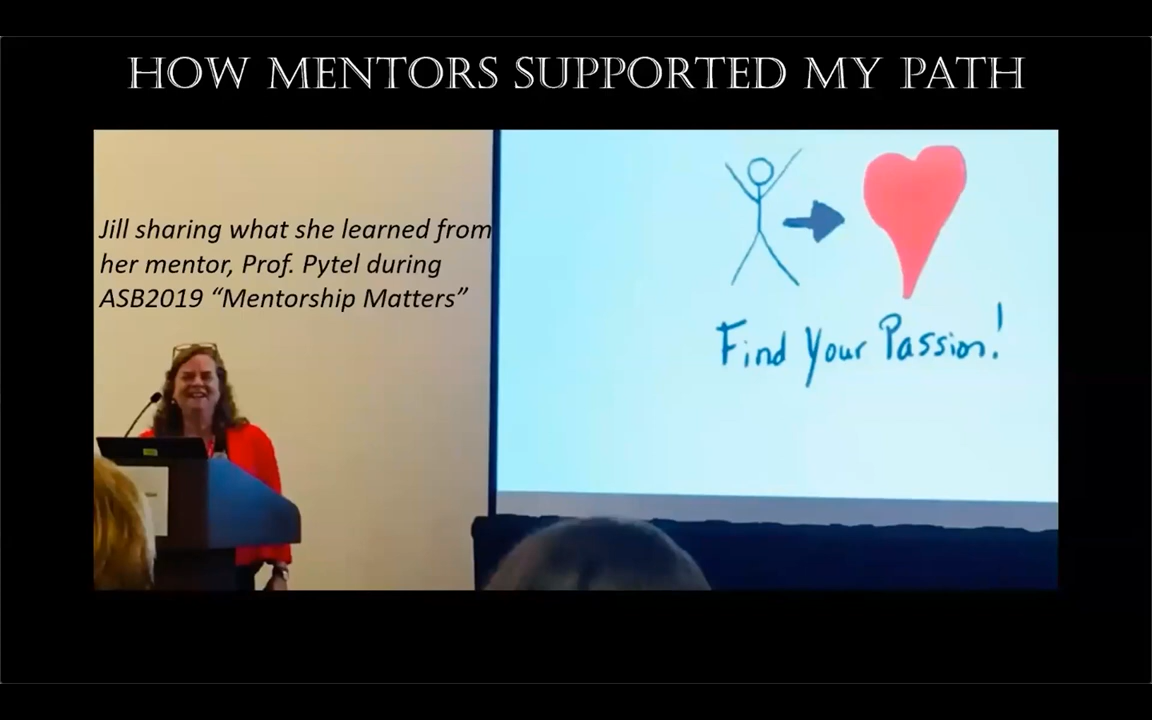 HOW MENTORS SUPPORTED MY PATH
Jill sharing what she learned from
her mentor, Prof. Pytel during
ASB2019 “Mentorship Matters”
Find Your Passion!